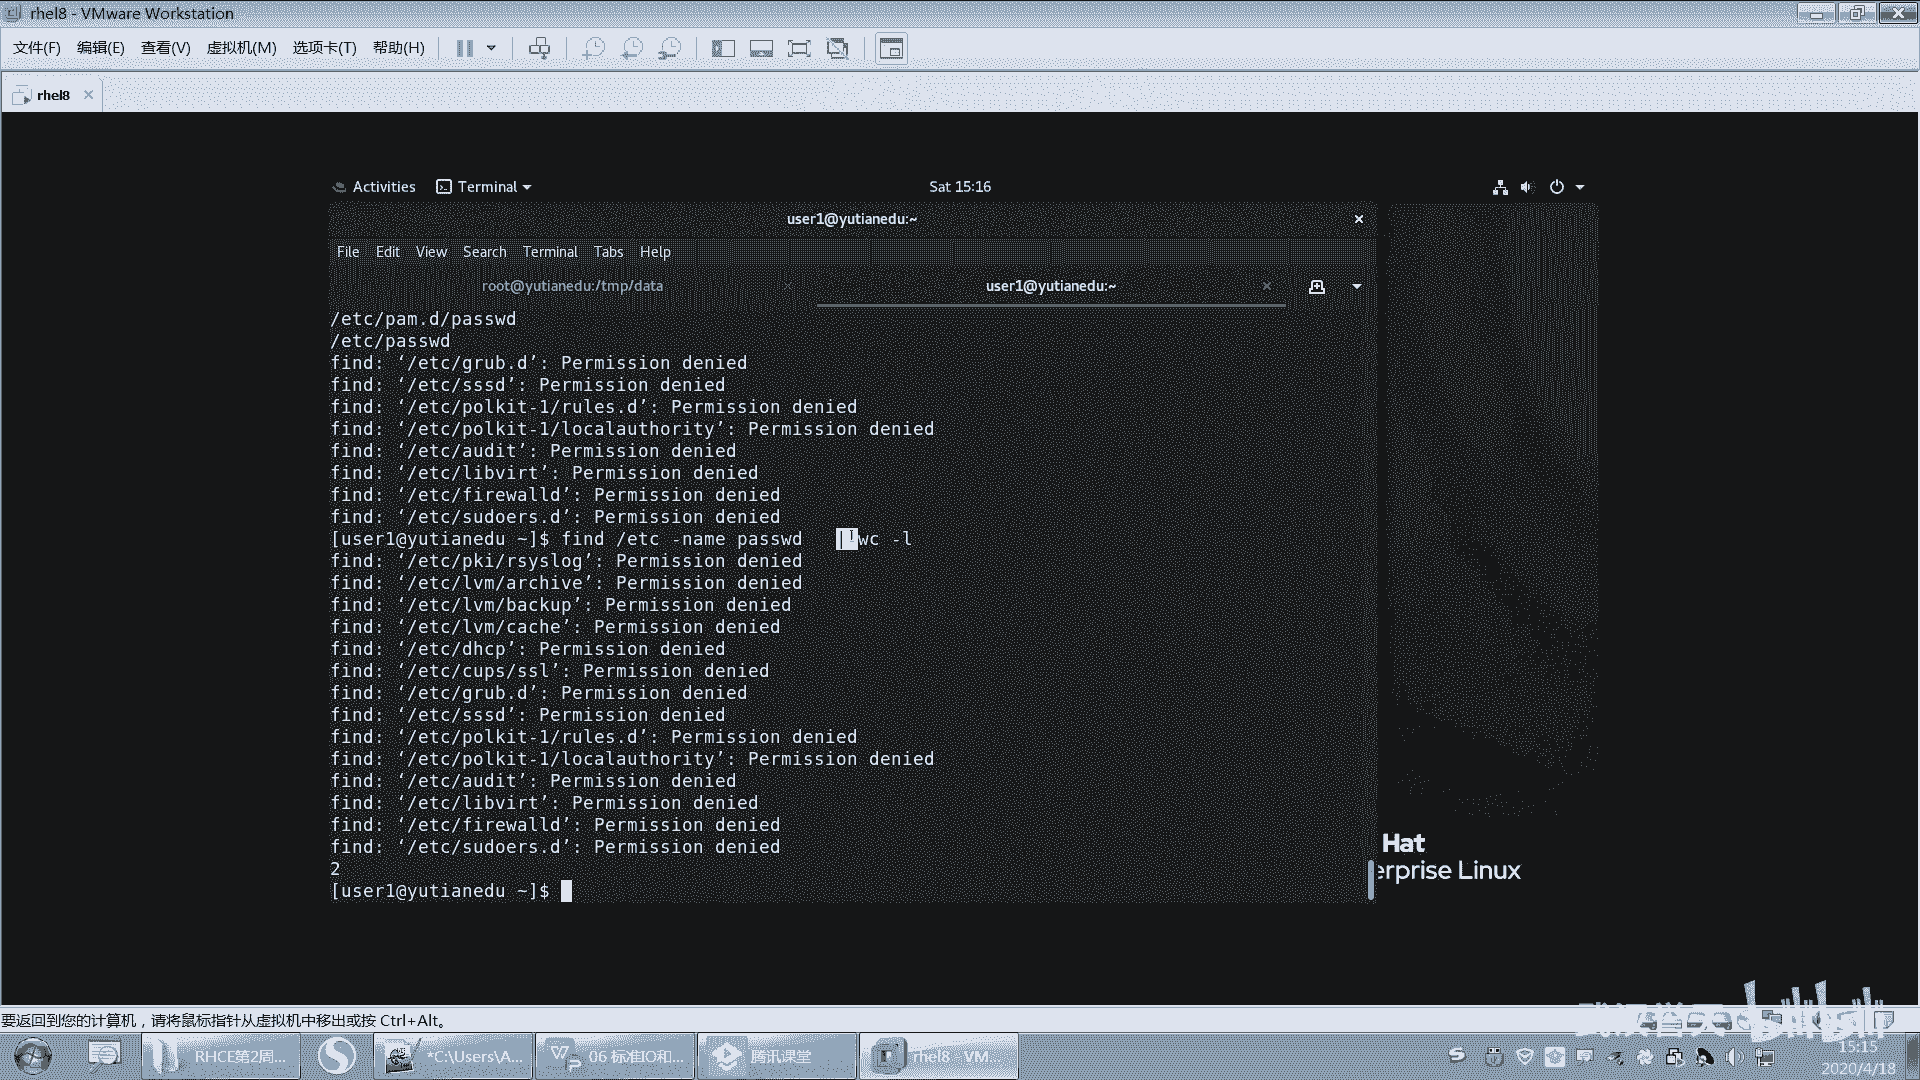 rhel8 - VMware Workstation
文件(F) 编辑(E) 查看(V) 虚拟机(M) 选项卡(T) 帮助(H)
rhel8
Activities Terminal Sat 15:16
user1@yutianedu:~
File Edit View Search Terminal Tabs Help
root@yutianedu:/tmp/data user1@yutianedu:~
/etc/pam.d/passwd
/etc/passwd
find: ‘/etc/grub.d’: Permission denied
find: ‘/etc/sssd’: Permission denied
find: ‘/etc/polkit-1/rules.d’: Permission denied
find: ‘/etc/polkit-1/localauthority’: Permission denied
find: ‘/etc/audit’: Permission denied
find: ‘/etc/libvirt’: Permission denied
find: ‘/etc/firewalld’: Permission denied
find: ‘/etc/sudoers.d’: Permission denied
[user1@yutianedu ~]$ find /etc -name passwd | wc -l
find: ‘/etc/pki/rsyslog’: Permission denied
find: ‘/etc/lvm/archive’: Permission denied
find: ‘/etc/lvm/backup’: Permission denied
find: ‘/etc/lvm/cache’: Permission denied
find: ‘/etc/dhcp’: Permission denied
find: ‘/etc/cups/ssl’: Permission denied
find: ‘/etc/grub.d’: Permission denied
find: ‘/etc/sssd’: Permission denied
find: ‘/etc/polkit-1/rules.d’: Permission denied
find: ‘/etc/polkit-1/localauthority’: Permission denied
find: ‘/etc/audit’: Permission denied
find: ‘/etc/libvirt’: Permission denied
find: ‘/etc/firewalld’: Permission denied
find: ‘/etc/sudoers.d’: Permission denied
2
[user1@yutianedu ~]$
Hat
erprise Linux
要返回到您的计算机，请将鼠标指针从虚拟机中移出或按 Ctrl+Alt。
RHCE第2周... *C:\Users\A... 06 标准IO和... 腾讯课堂 rhel8 - VM...
15:15
2020/4/18
bilibili